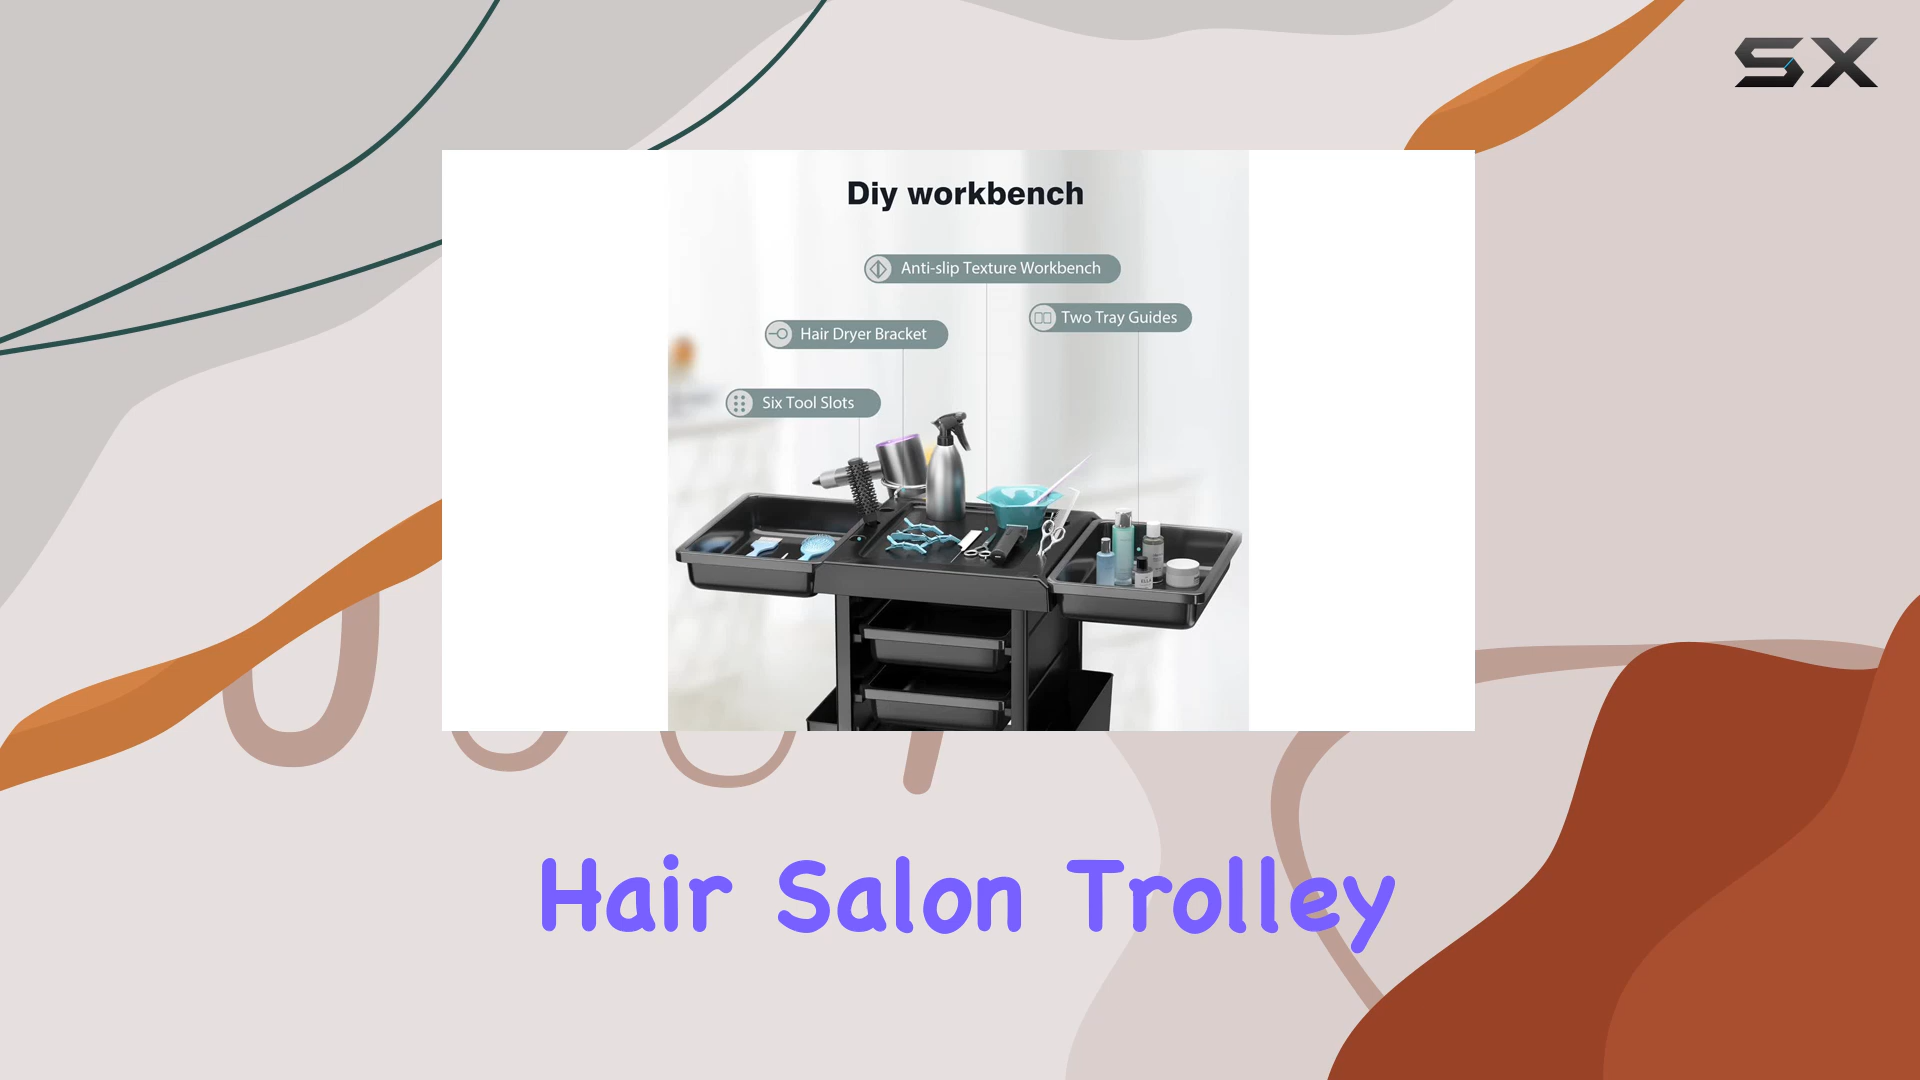 SX
Diy workbench
Anti-slip Texture Workbench
Two Tray Guides
Hair Dryer Bracket
Six Tool Slots
Hair Salon Trolley